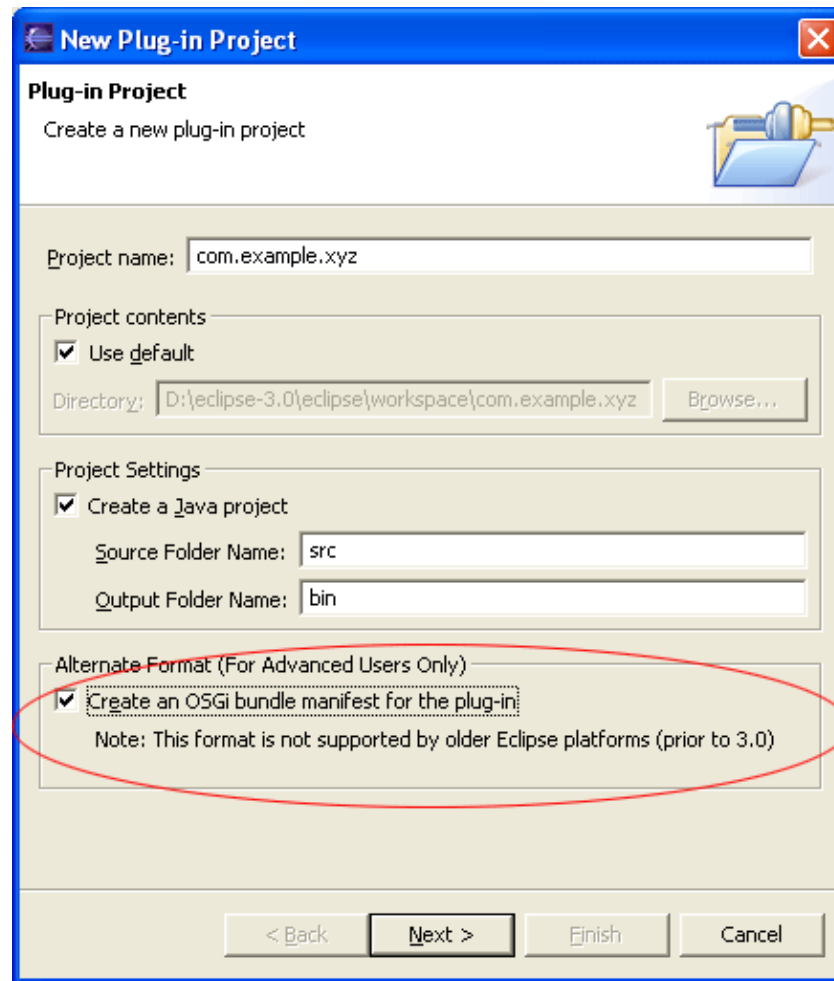 New Plug-in Project
Plug-in Project
Create a new plug-in project
Project name: com.example.xyz
Project contents
Use default
Directory: D:\eclipse-3.0\eclipse\workspace\com.example.xyz Browse...
Project Settings
Create a Java project
Source Folder Name: src
Output Folder Name: bin
Alternate Format (For Advanced Users Only)
Create an OSGi bundle manifest for the plug-in
Note: This format is not supported by older Eclipse platforms (prior to 3.0)
< Back Next > Finish Cancel